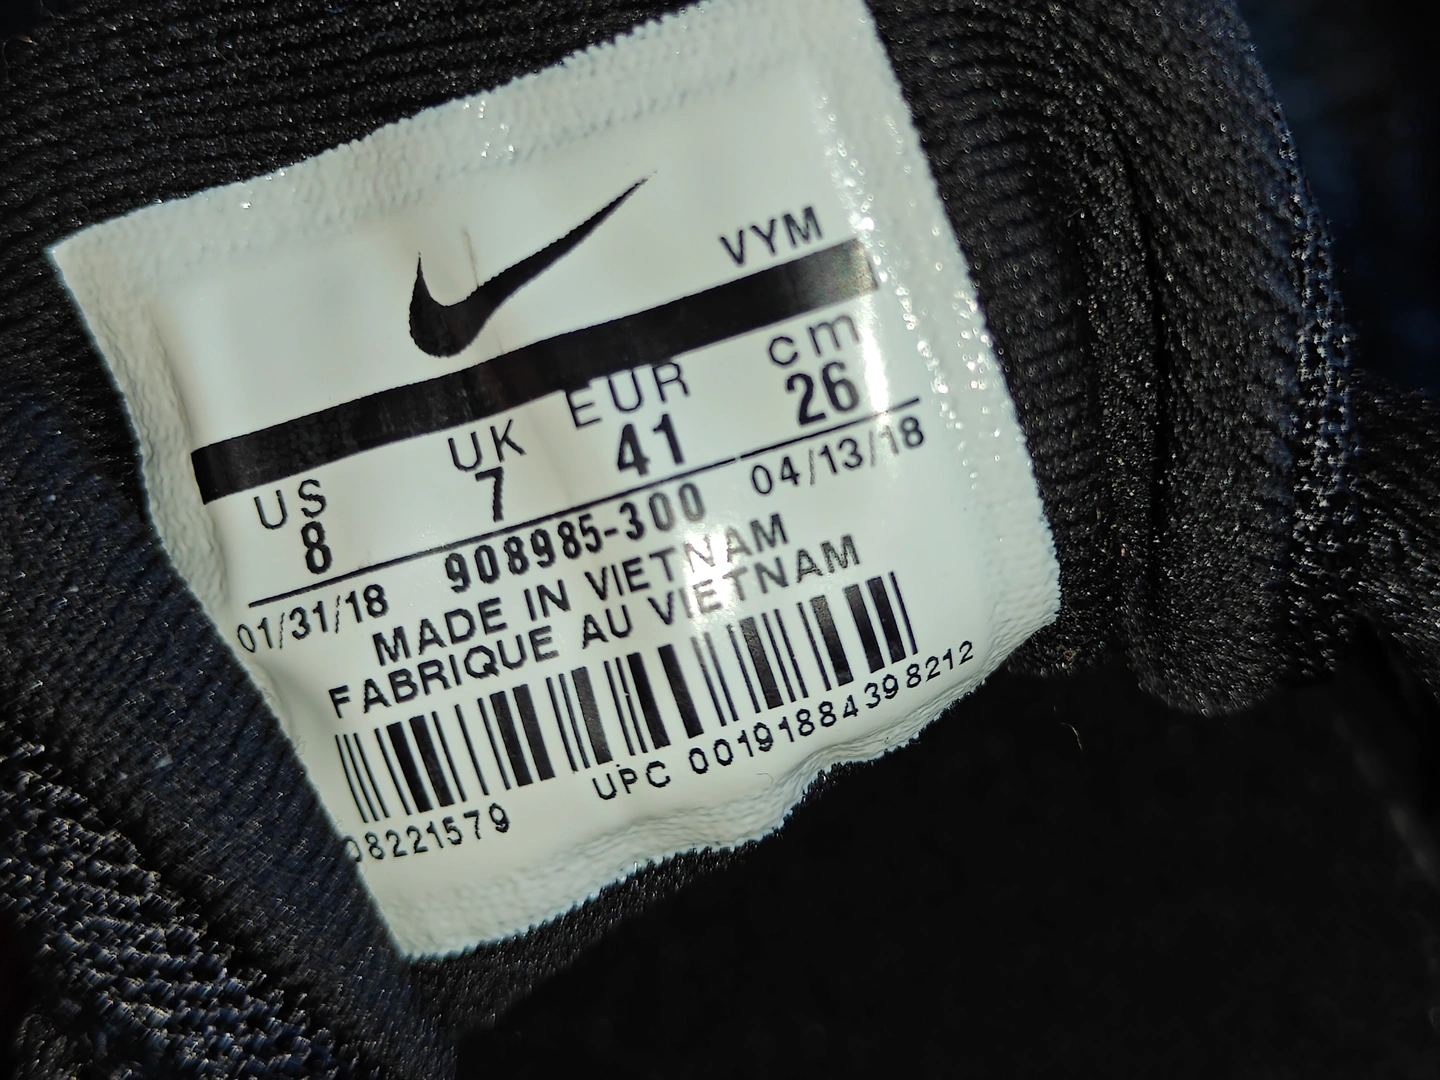 VYM
US UK EUR cm
8 7 41 26
01/31/18 908985-300 04/13/18
MADE IN VIETNAM
FABRIQUE AU VIETNAM
08221579 UPC 00191884398212